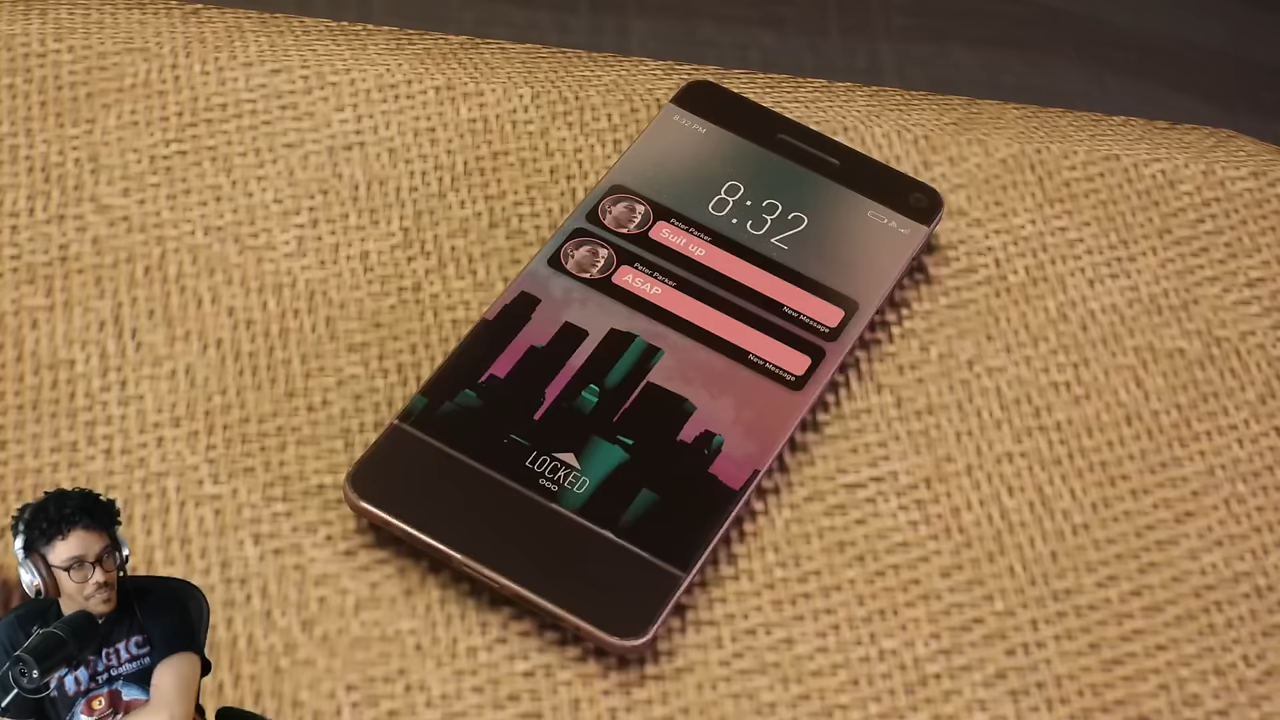 8:32 PM
8:32
Peter Parker
Suit up
New Message
Peter Parker
ASAP
New Message
LOCKED
MAGIC
The Gathering